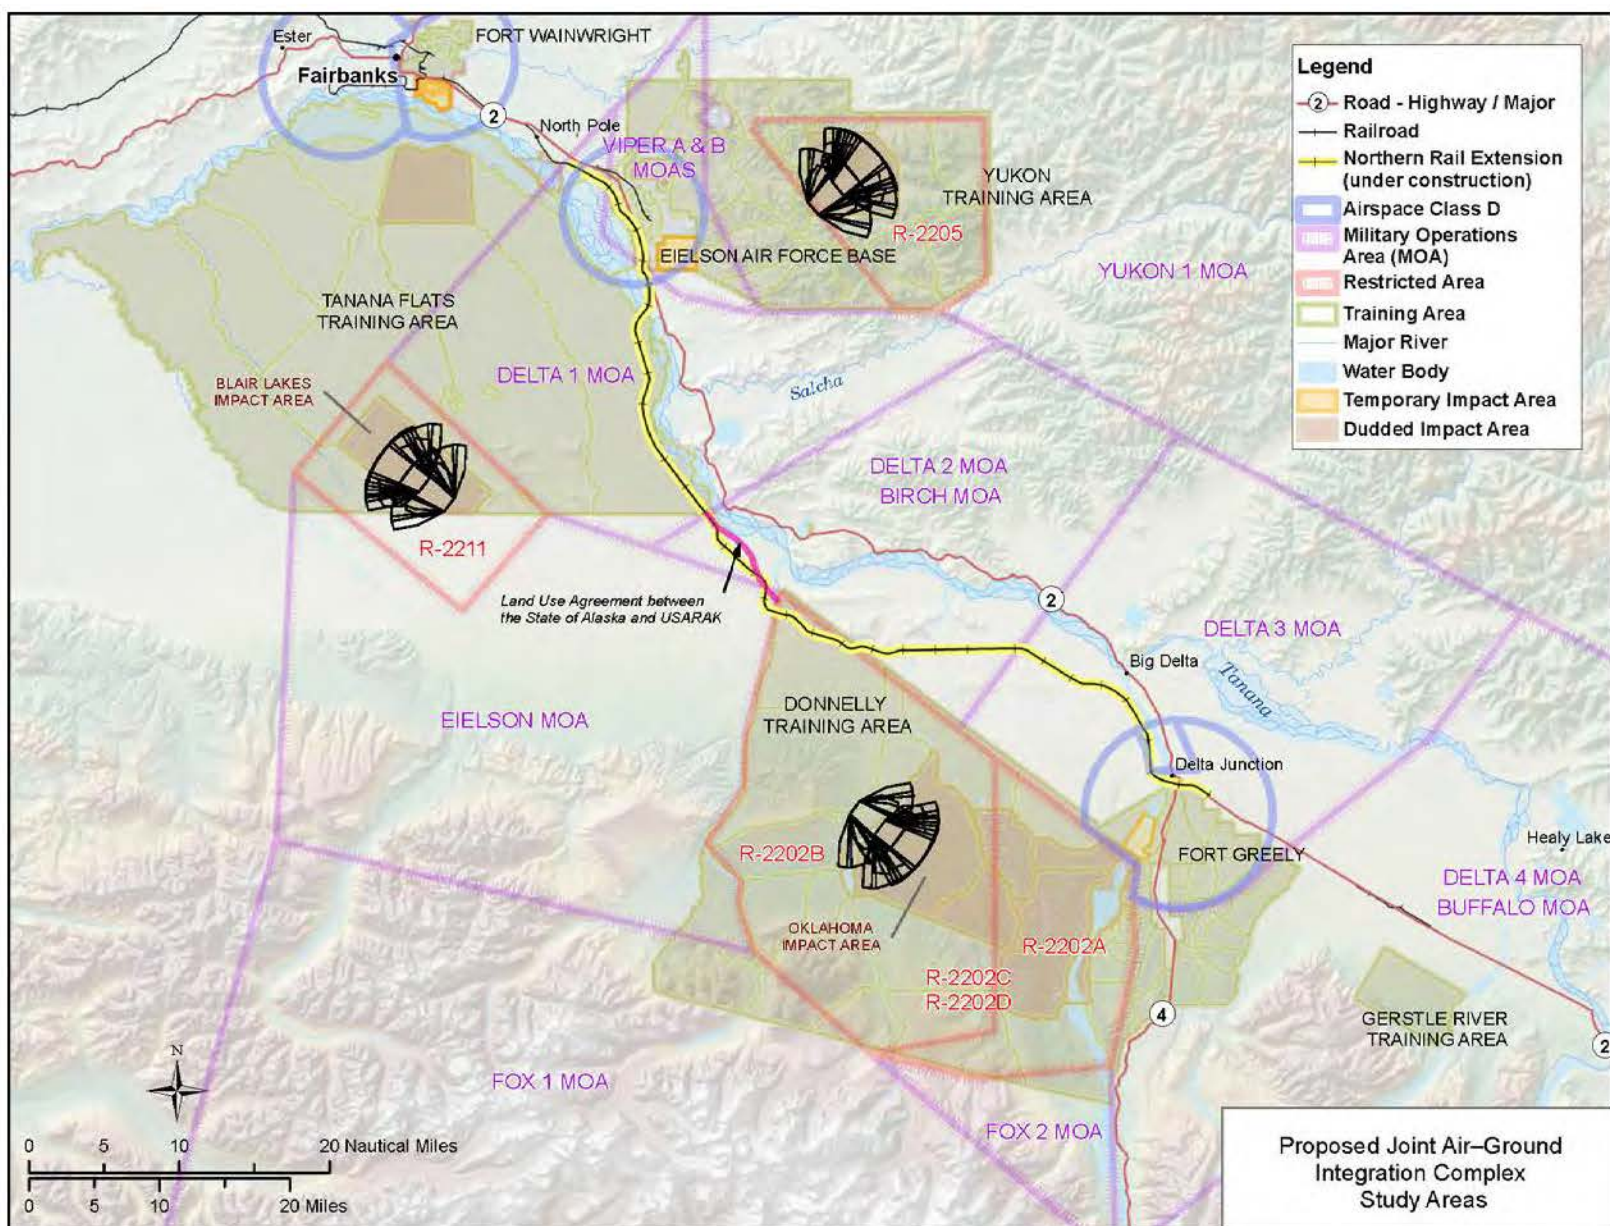 Ester
FORT WAINWRIGHT
Fairbanks
2
North Pole
VIPER A & B
MOAS
YUKON
TRAINING AREA
R-2205
EIELSON AIR FORCE BASE
YUKON 1 MOA
TANANA FLATS
TRAINING AREA
DELTA 1 MOA
BLAIR LAKES
IMPACT AREA
Salcha
DELTA 2 MOA
BIRCH MOA
R-2211
Land Use Agreement between
the State of Alaska and USARAK
2
DELTA 3 MOA
Big Delta
Tanana
EIELSON MOA
DONNELLY
TRAINING AREA
Delta Junction
R-2202B
FORT GREELY
Healy Lake
DELTA 4 MOA
BUFFALO MOA
OKLAHOMA
IMPACT AREA
R-2202A
R-2202C
R-2202D
4
GERSTLE RIVER
TRAINING AREA
2
FOX 1 MOA
FOX 2 MOA
N
0 5 10 20 Nautical Miles
0 5 10 20 Miles
Legend
2 Road - Highway / Major
Railroad
Northern Rail Extension
(under construction)
Airspace Class D
Military Operations
Area (MOA)
Restricted Area
Training Area
Major River
Water Body
Temporary Impact Area
Dudded Impact Area
Proposed Joint Air–Ground
Integration Complex
Study Areas